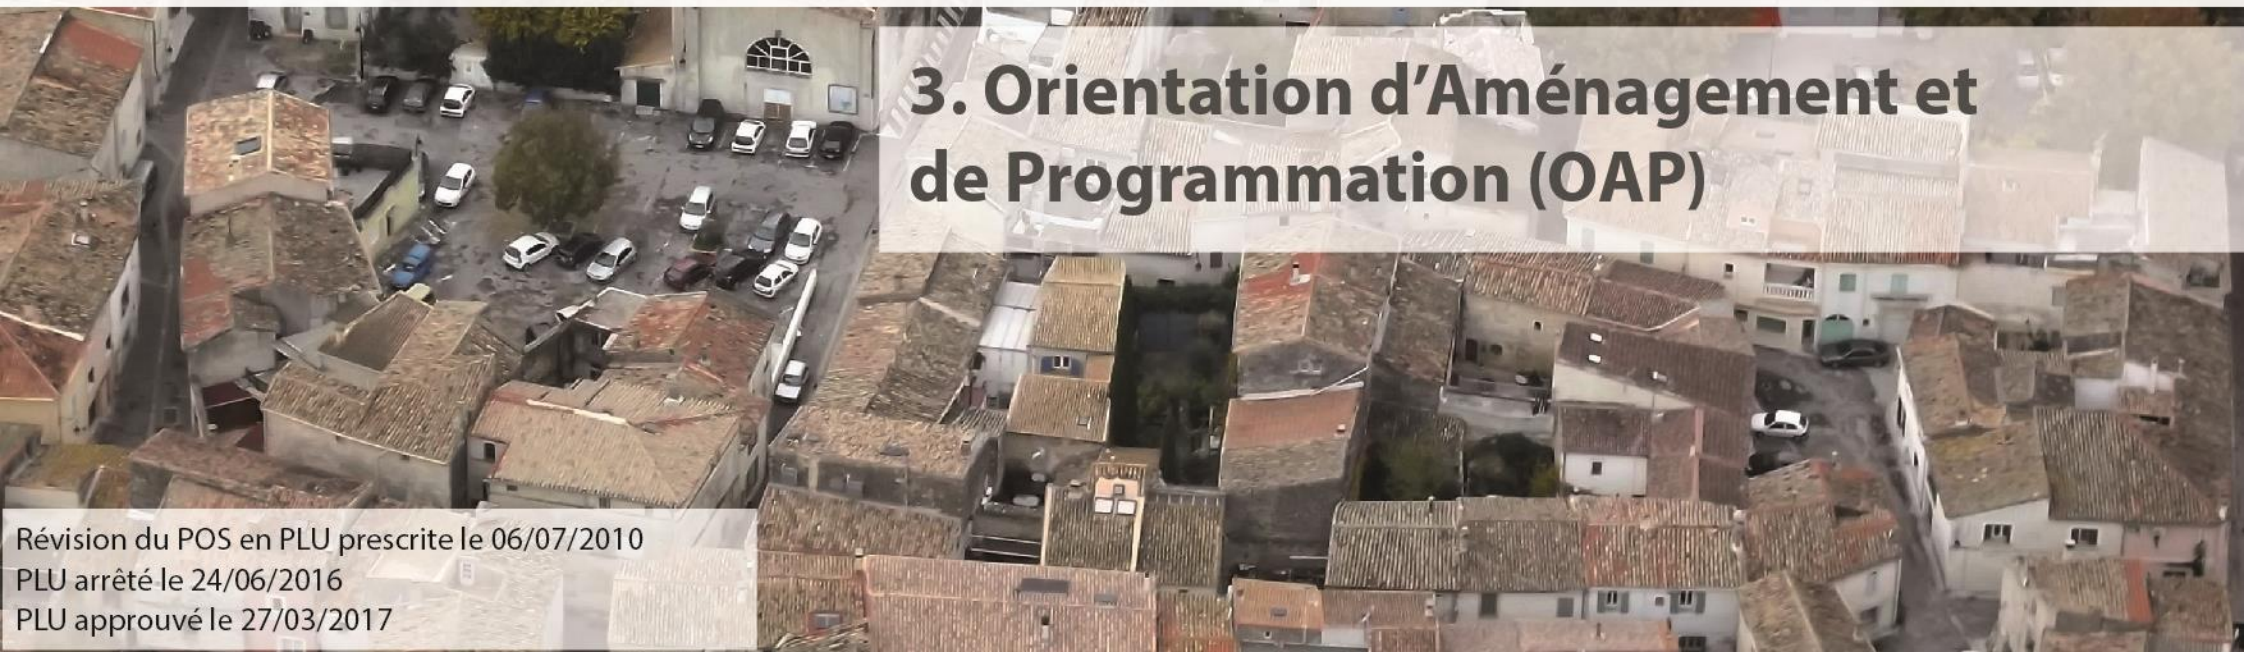 3. Orientation d'Aménagement et
de Programmation (OAP)
Révision du POS en PLU prescrite le 06/07/2010
PLU arrêté le 24/06/2016
PLU approuvé le 27/03/2017